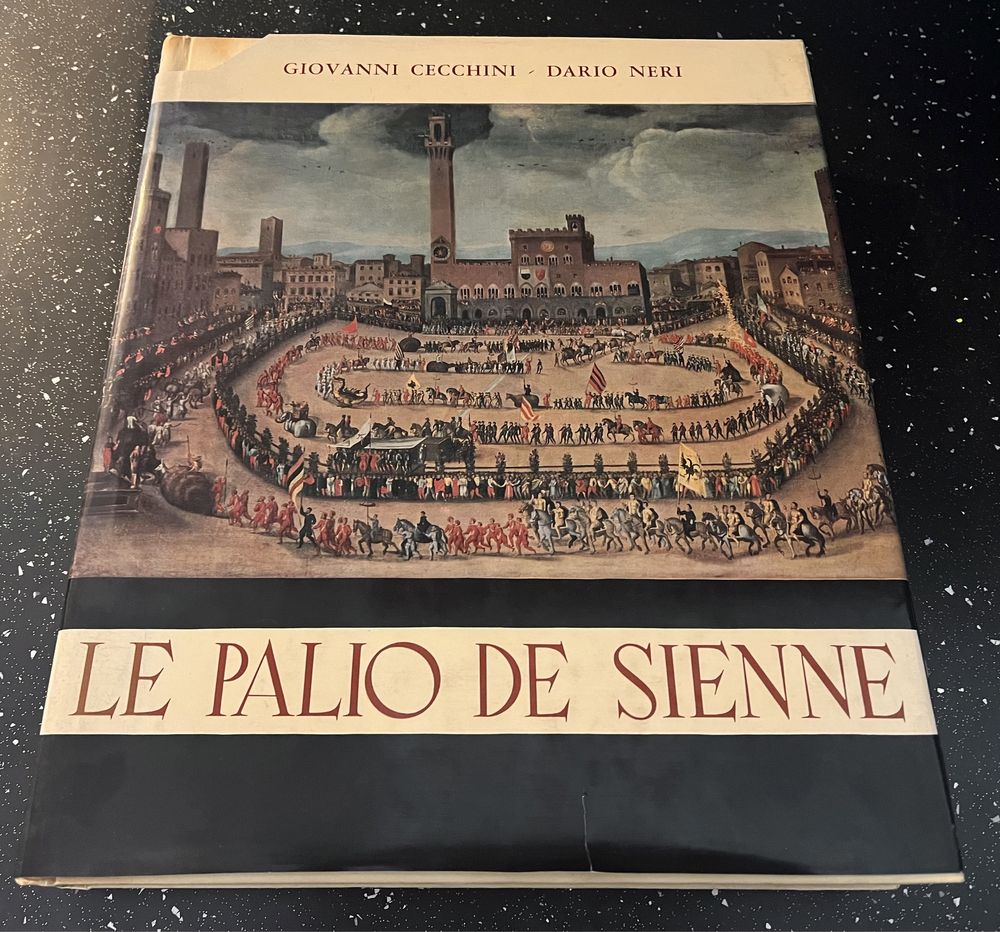 GIOVANNI CECCHINI - DARIO NERI
LE PALIO DE SIENNE